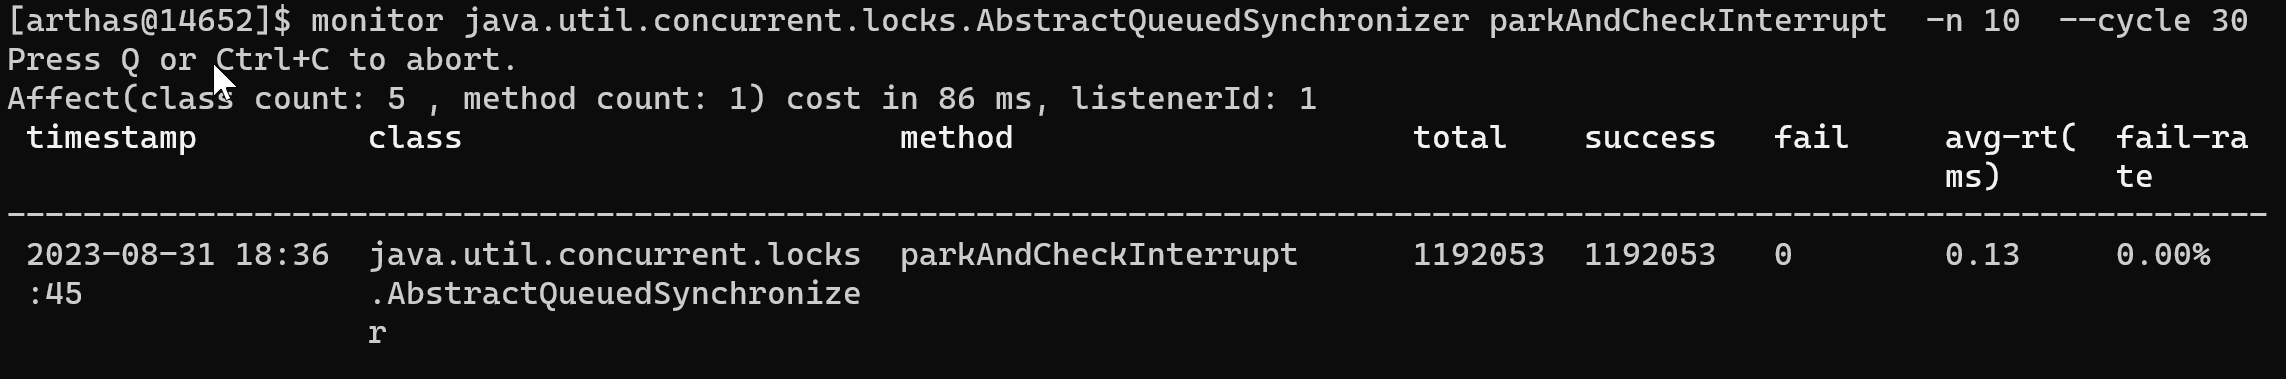 [arthas@14652]$ monitor java.util.concurrent.locks.AbstractQueuedSynchronizer parkAndCheckInterrupt  -n 10  --cycle 30
Press Q or Ctrl+C to abort.
Affect(class count: 5 , method count: 1) cost in 86 ms, listenerId: 1
timestamp class method total success fail avg-rt( fail-ra
ms) te
--------------------------------------------------------------------------------------------------------------
2023-08-31 18:36 java.util.concurrent.locks parkAndCheckInterrupt 1192053 1192053 0 0.13 0.00%
:45 .AbstractQueuedSynchronize
r